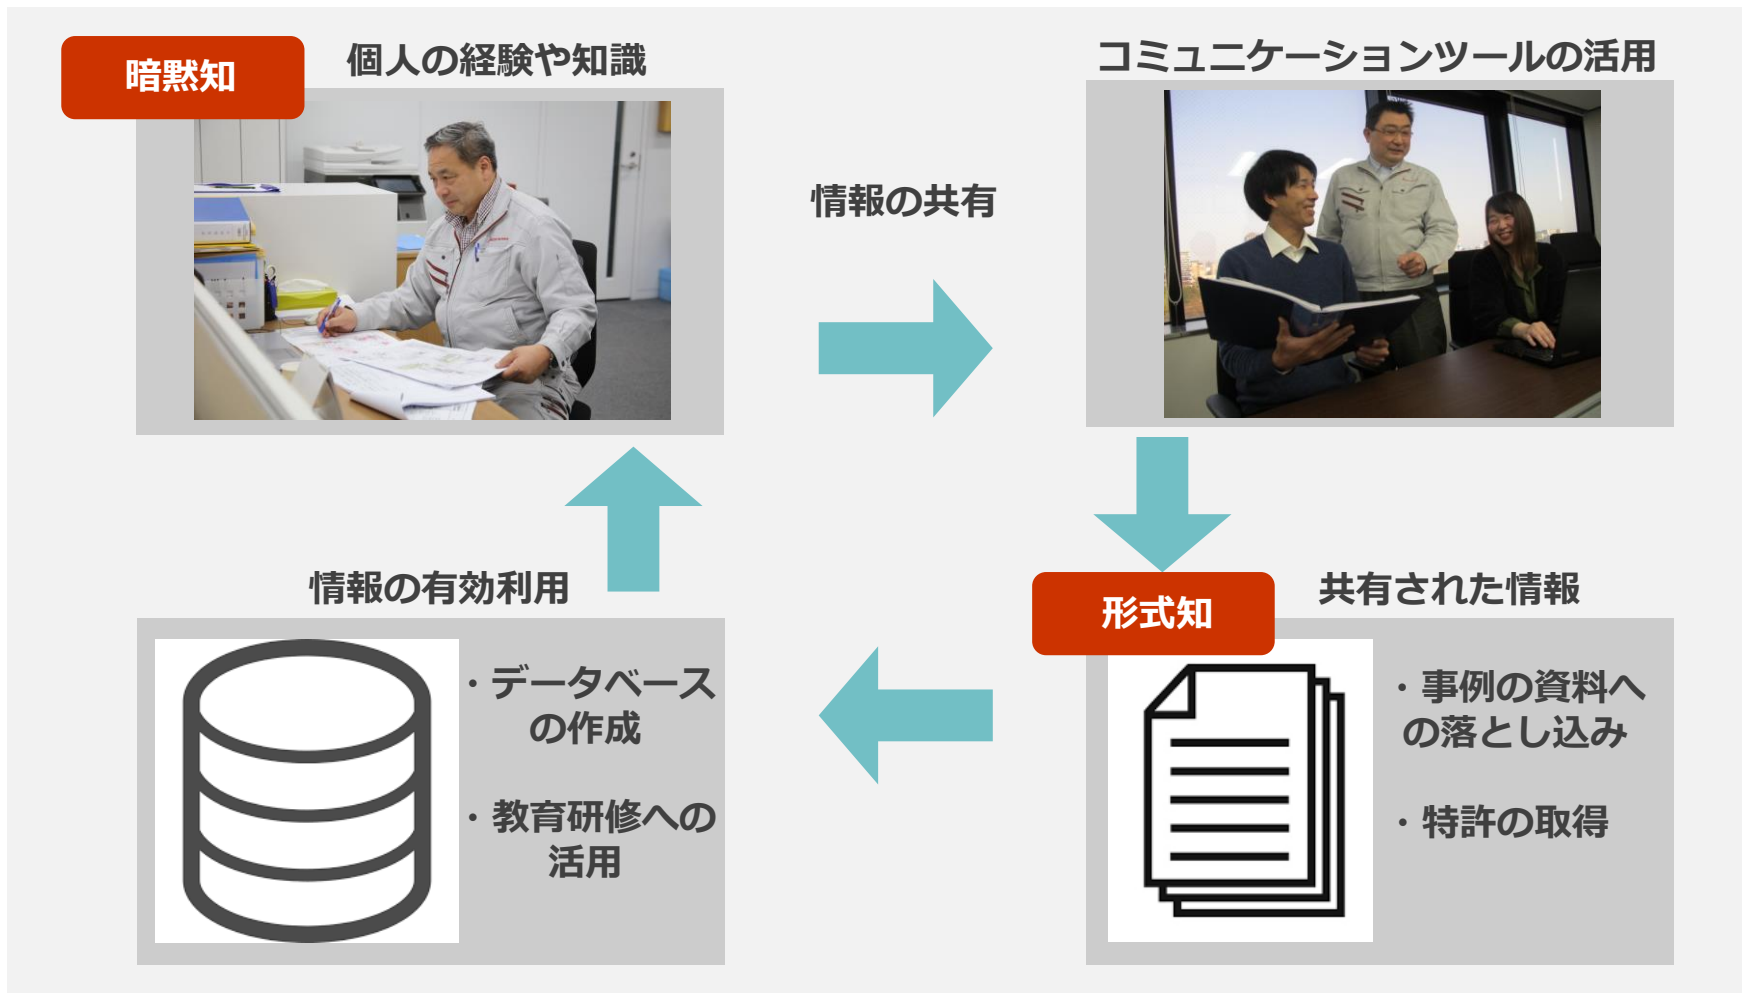 暗黙知
個人の経験や知識
コミュニケーションツールの活用
情報の共有
情報の有効利用
・データベース
の作成
・教育研修への
活用
形式知
共有された情報
・事例の資料へ
の落とし込み
・特許の取得